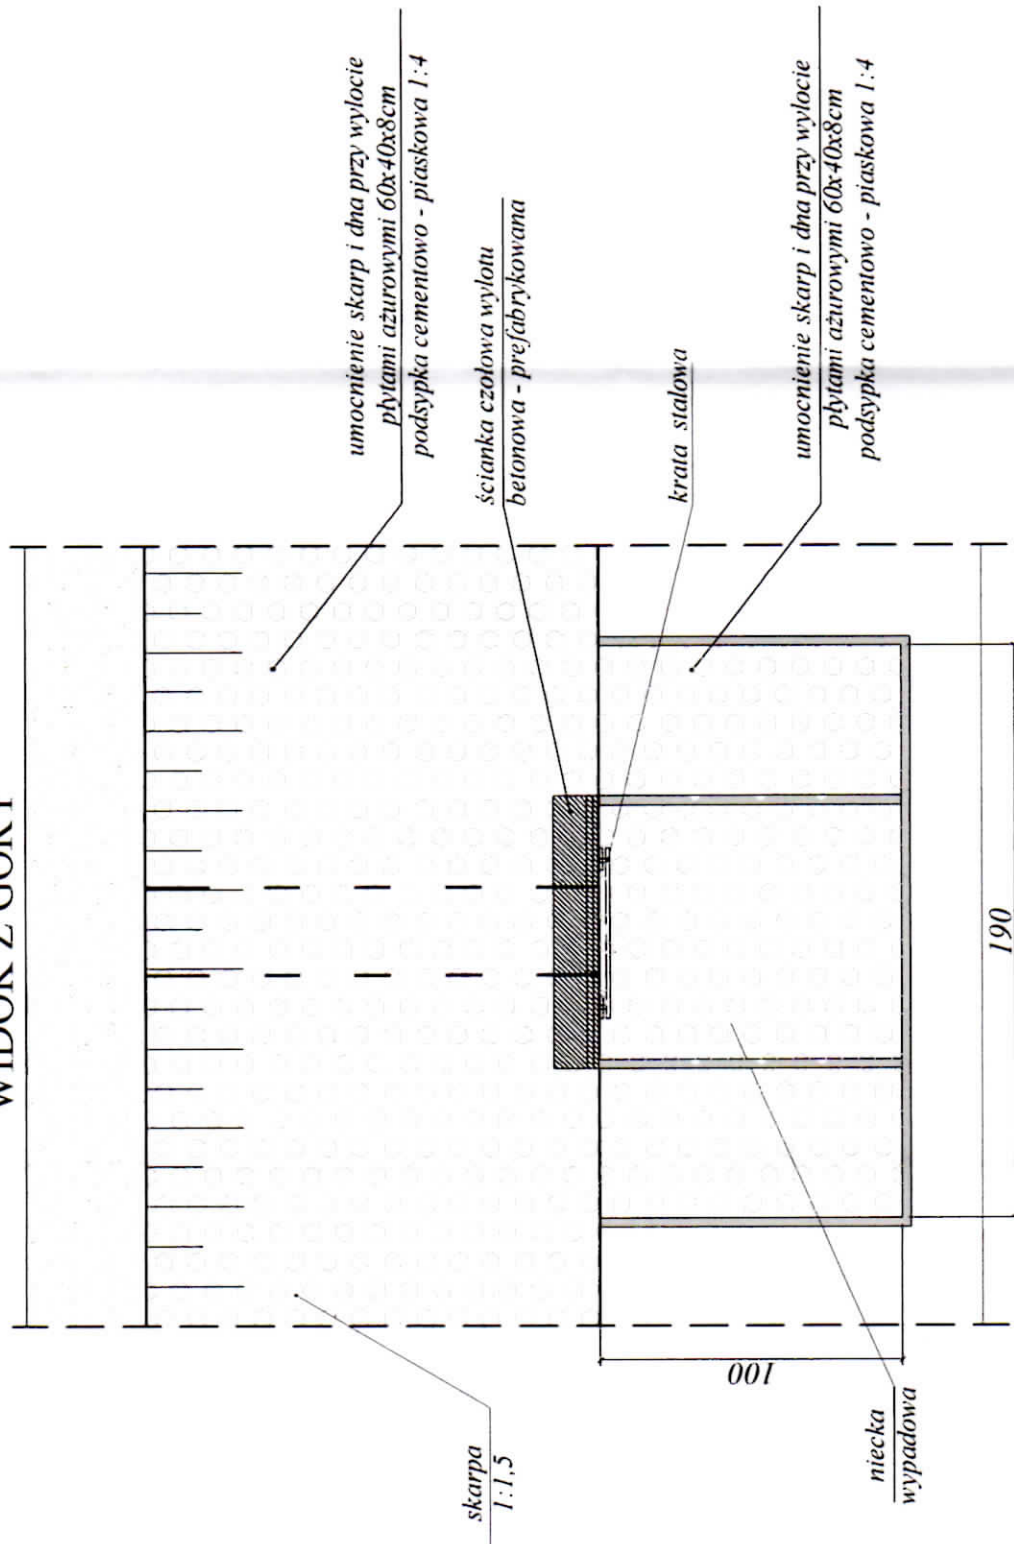 WIDOK Z GÓRY
umocnienie skarp i dna przy wylocie
płytami ażurowymi 60x40x8cm
podsypka cementowo - piaskowa 1:4
ścianka czołowa wylotu
betonowa - prefabrykowana
krata stalowa
umocnienie skarp i dna przy wylocie
płytami ażurowymi 60x40x8cm
podsypka cementowo - piaskowa 1:4
skarpa
1:1,5
niecka
wypadowa
100
190